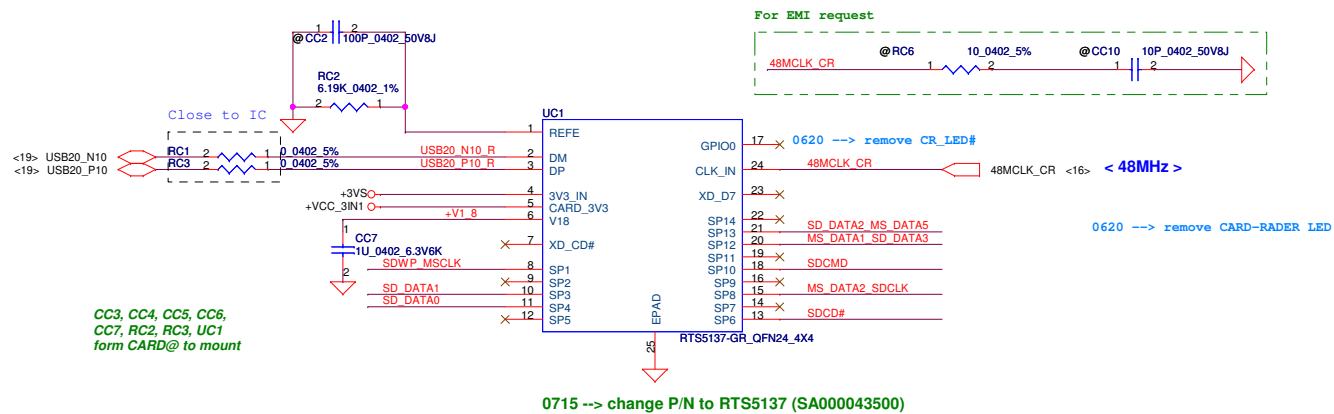 For EMI request
1 2
@CC2 100P_0402_50V8J
@RC6 10_0402_5% @CC10 10P_0402_50V8J
48MCLK_CR 1 2 1 2
RC2
6.19K_0402_1%
2 1
Close to IC
UC1
1 REFE
GPIO0 17 0620 --> remove CR_LED#
<19> USB20_N10 RC1 2 1 0_0402_5% USB20_N10_R 2 DM
<19> USB20_P10 RC3 2 1 0_0402_5% USB20_P10_R 3 DP
CLK_IN 24 48MCLK_CR 48MCLK_CR <16> < 48MHz >
+3VS 4 3V3_IN
XD_D7 23
+VCC_3IN1 5 CARD_3V3
+V1_8 6 V18
SP14 22
SP13 21 SD_DATA2_MS_DATA5
0620 --> remove CARD-RADER LED
1
CC7
1U_0402_6.3V6K
2
7 XD_CD#
SP12 20 MS_DATA1_SD_DATA3
SP11 19
SDWP_MSCLK 8 SP1
SP10 18 SDCMD
9 SP2
SP9 16
SD_DATA1 10 SP3
SP8 15 MS_DATA2_SDCLK
SD_DATA0 11 SP4
SP7 14
12 SP5
SP6 13 SDCD#
EPAD
25
RTS5137-GR_QFN24_4X4
CC3, CC4, CC5, CC6,
CC7, RC2, RC3, UC1
form CARD@ to mount
0715 --> change P/N to RTS5137 (SA000043500)